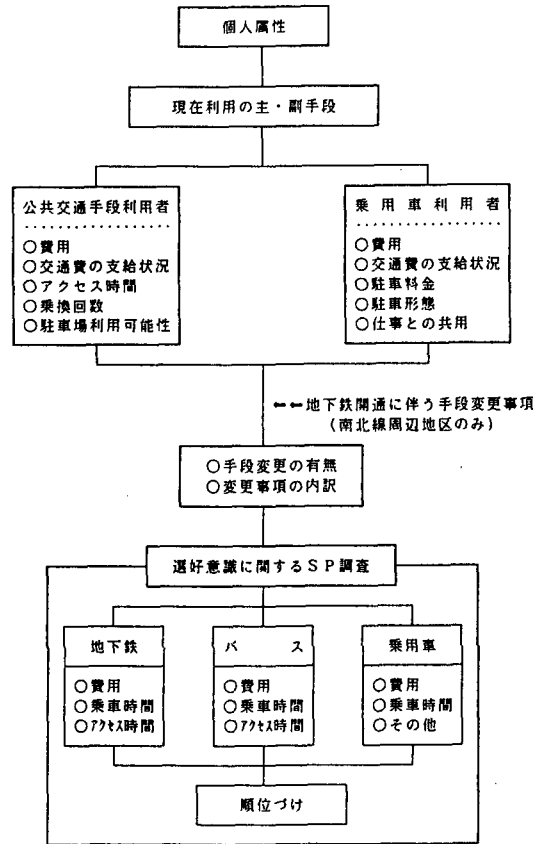 個人属性
現在利用の主・副手段
公共交通手段利用者
○費用
○交通費の支給状況
○アクセス時間
○乗換回数
○駐車場利用可能性
乗用車利用者
○費用
○交通費の支給状況
○駐車料金
○駐車形態
○仕事との共用
←←地下鉄開通に伴う手段変更事項
(南北線周辺地区のみ)
○手段変更の有無
○変更事項の内訳
選好意識に関するSP調査
地下鉄
○費用
○乗車時間
○アクセス時間
バス
○費用
○乗車時間
○アクセス時間
乗用車
○費用
○乗車時間
○その他
順位づけ